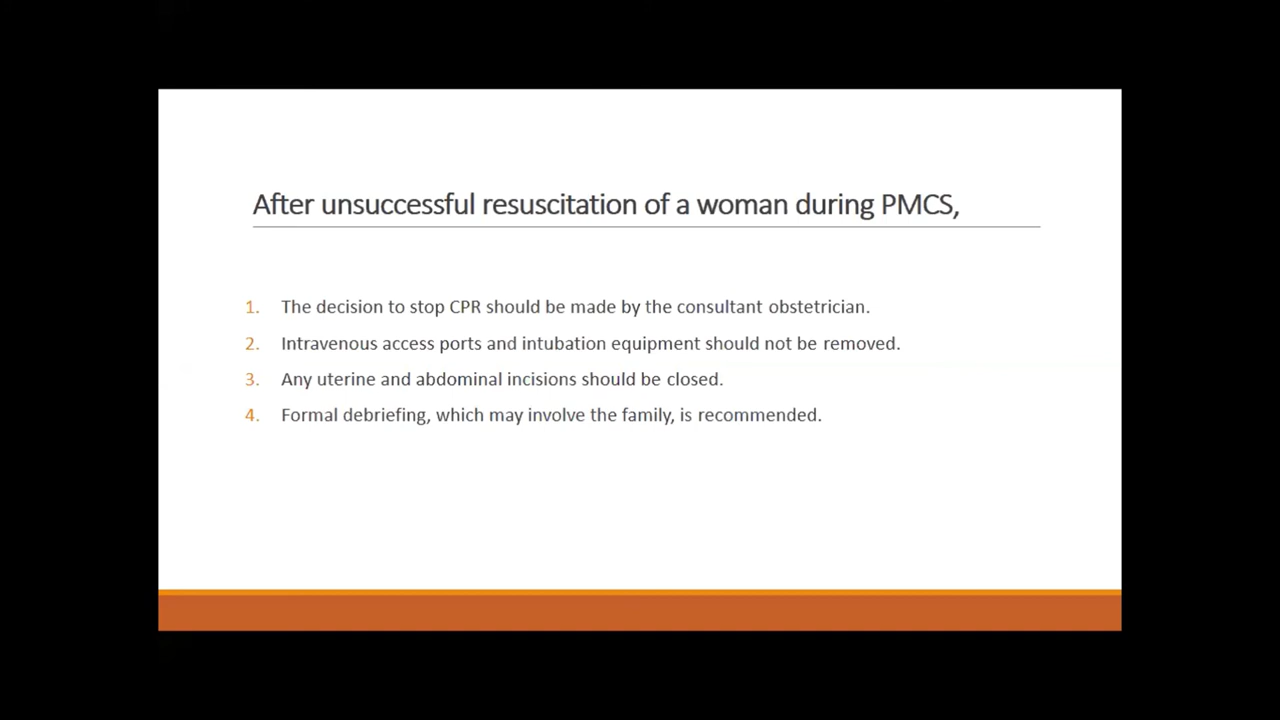 After unsuccessful resuscitation of a woman during PMCS,
1. The decision to stop CPR should be made by the consultant obstetrician.
2. Intravenous access ports and intubation equipment should not be removed.
3. Any uterine and abdominal incisions should be closed.
4. Formal debriefing, which may involve the family, is recommended.